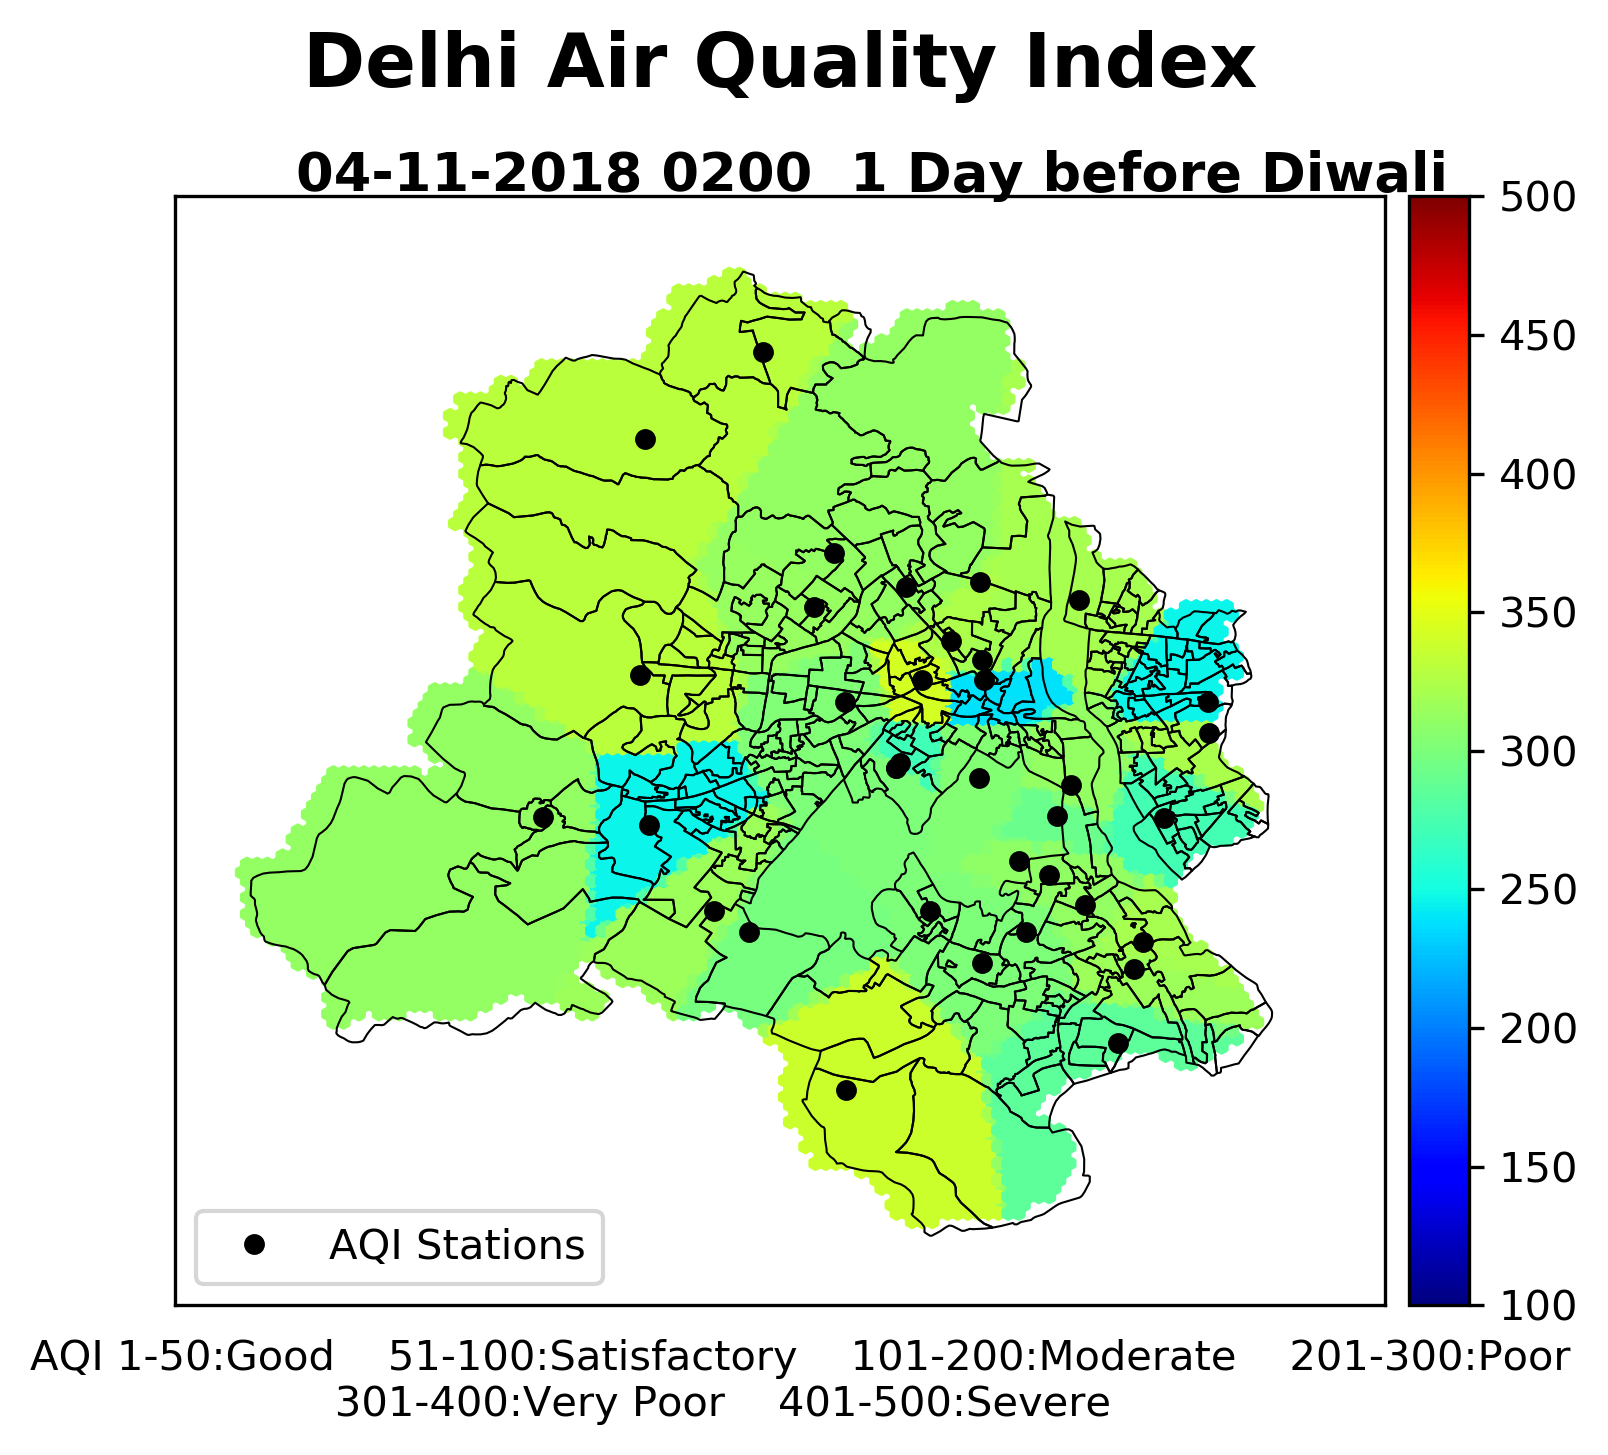 Delhi Air Quality Index
04-11-2018 0200  1 Day before Diwali
500
450
400
350
300
250
200
150
100
AQI Stations
AQI 1-50:Good    51-100:Satisfactory    101-200:Moderate    201-300:Poor
301-400:Very Poor    401-500:Severe